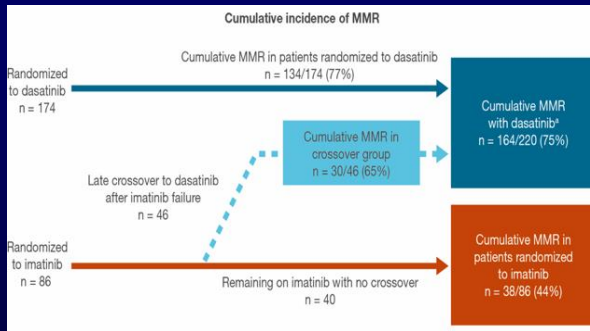 Cumulative incidence of MMR
Cumulative MMR in patients randomized to dasatinib
n = 134/174 (77%)
Randomized
to dasatinib
n = 174
Cumulative MMR
with dasatinibᵃ
n = 164/220 (75%)
Cumulative MMR in
crossover group
n = 30/46 (65%)
Late crossover to dasatinib
after imatinib failure
n = 46
Randomized
to imatinib
n = 86
Remaining on imatinib with no crossover
n = 40
Cumulative MMR in
patients randomized
to imatinib
n = 38/86 (44%)